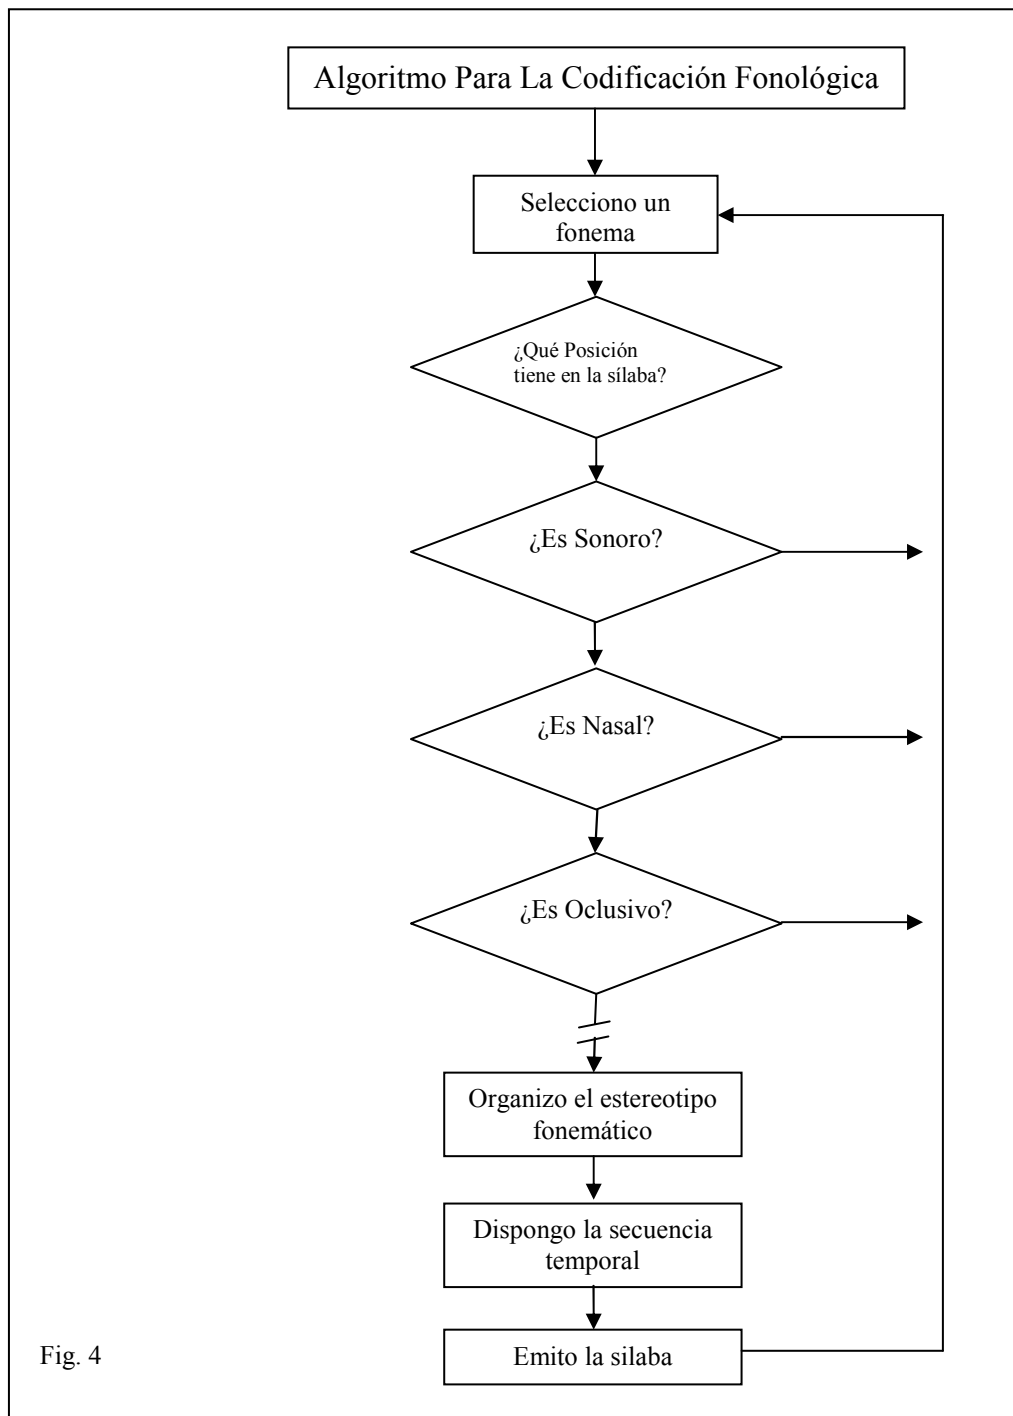 Algoritmo Para La Codificación Fonológica
Selecciono un
fonema
¿Qué Posición
tiene en la sílaba?
¿Es Sonoro?
¿Es Nasal?
¿Es Oclusivo?
Organizo el estereotipo
fonemático
Dispongo la secuencia
temporal
Emito la silaba
Fig. 4